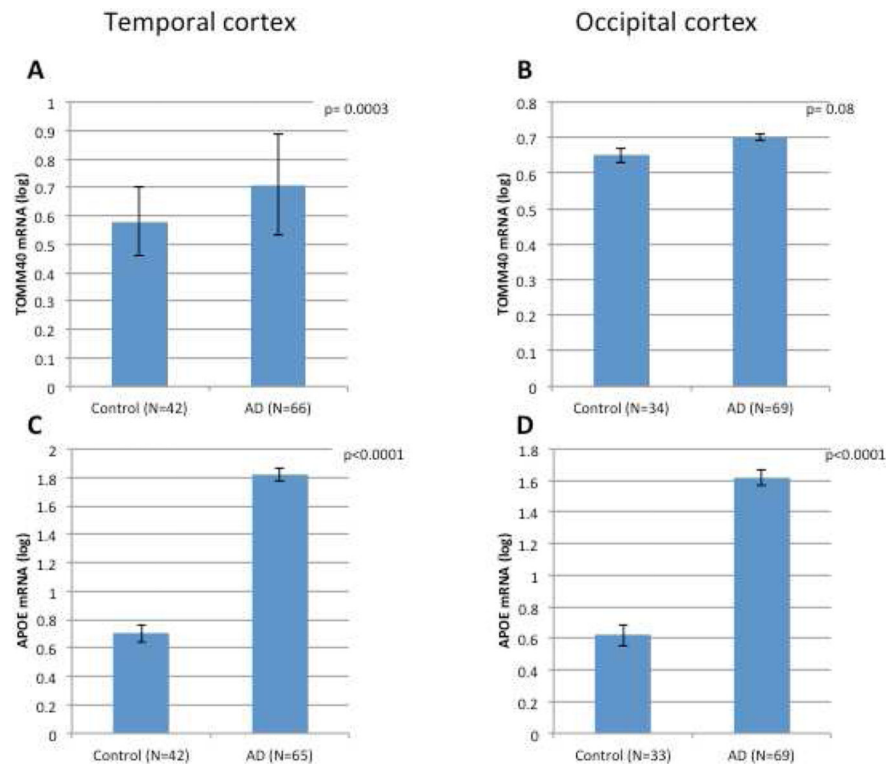 Temporal cortex
Occipital cortex
A
p= 0.0003
TOMM40 mRNA (log)
1
0.9
0.8
0.7
0.6
0.5
0.4
0.3
0.2
0.1
0
Control (N=42) AD (N=66)
B
p= 0.08
TOMM40 mRNA (log)
0.8
0.7
0.6
0.5
0.4
0.3
0.2
0.1
0
Control (N=34) AD (N=69)
C
p<0.0001
APOE mRNA (log)
2
1.8
1.6
1.4
1.2
1
0.8
0.6
0.4
0.2
0
Control (N=42) AD (N=65)
D
p<0.0001
APOE mRNA (log)
1.8
1.6
1.4
1.2
1
0.8
0.6
0.4
0.2
0
Control (N=33) AD (N=69)